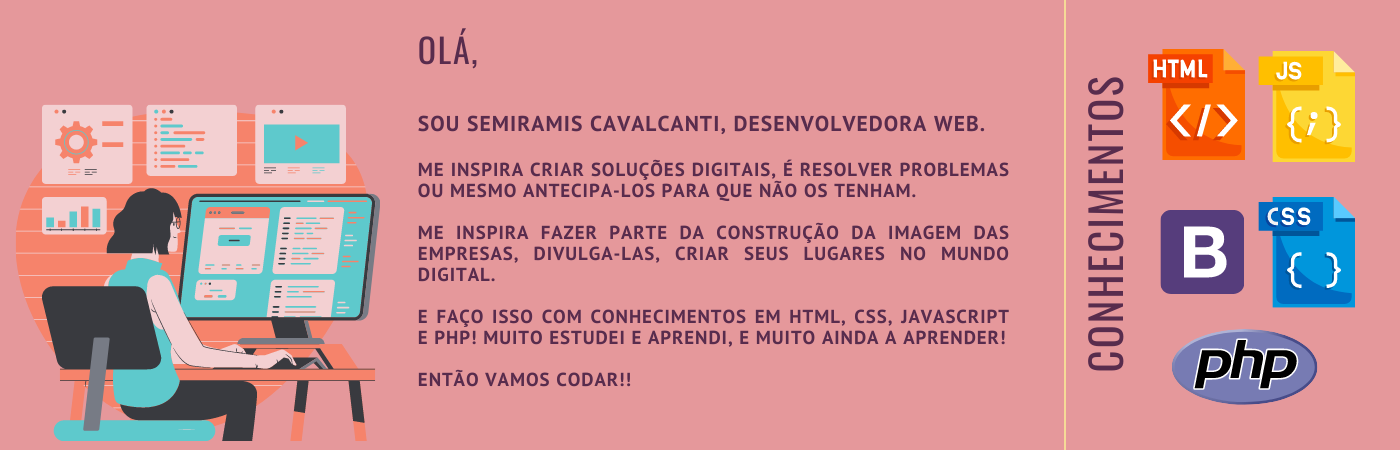 OLÁ,
SOU SEMIRAMIS CAVALCANTI, DESENVOLVEDORA WEB.
ME INSPIRA CRIAR SOLUÇÕES DIGITAIS, É RESOLVER PROBLEMAS
OU MESMO ANTECIPA-LOS PARA QUE NÃO OS TENHAM.
ME INSPIRA FAZER PARTE DA CONSTRUÇÃO DA IMAGEM DAS
EMPRESAS, DIVULGA-LAS, CRIAR SEUS LUGARES NO MUNDO
DIGITAL.
E FAÇO ISSO COM CONHECIMENTOS EM HTML, CSS, JAVASCRIPT
E PHP! MUITO ESTUDEI E APRENDI, E MUITO AINDA A APRENDER!
ENTÃO VAMOS CODAR!!
CONHECIMENTOS
HTML
</>
JS
{i}
B
CSS
{ }
php